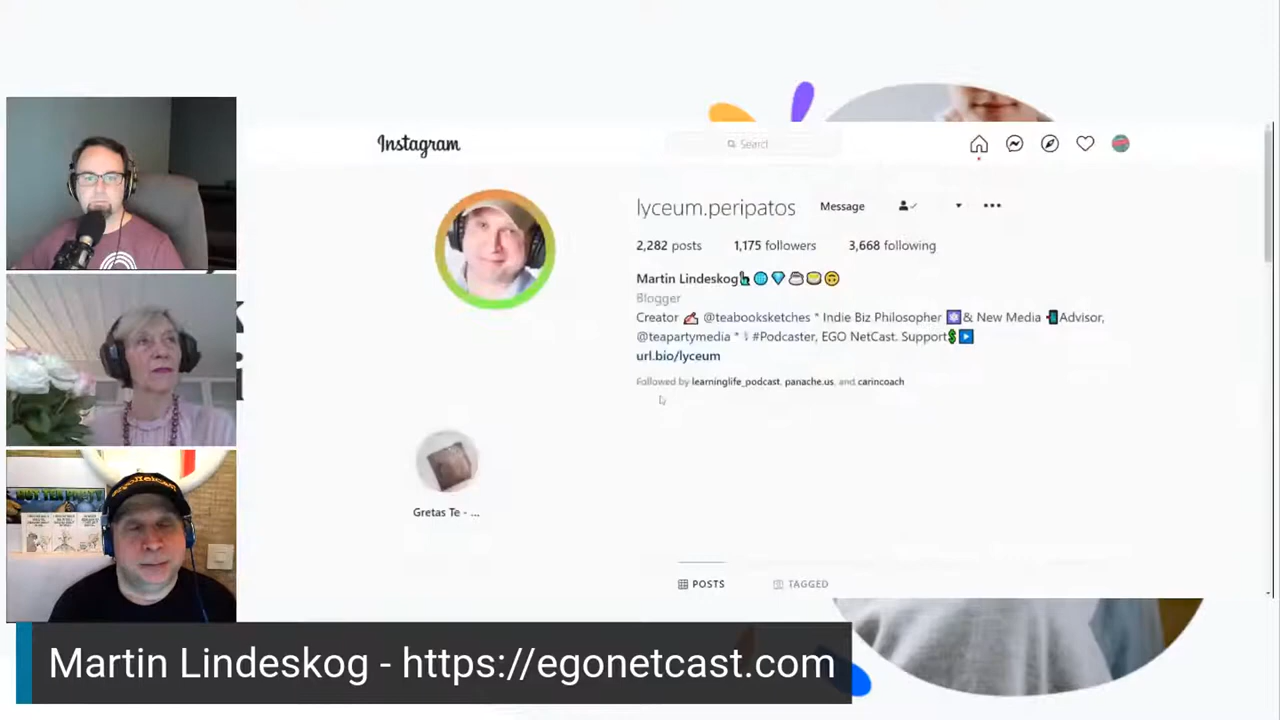 Instagram
Search
lyceum.peripatos Message
2,282 posts 1,175 followers 3,668 following
Martin Lindeskog
Blogger
Creator @teabooksketches * Indie Biz Philosopher & New Media Advisor,
@teapartymedia * #Podcaster, EGO NetCast. Support
url.bio/lyceum
Followed by learninglife_podcast, panache.us, and carincoach
Gretas Te - ...
POSTS TAGGED
egoNetCast
Martin Lindeskog - https://egonetcast.com